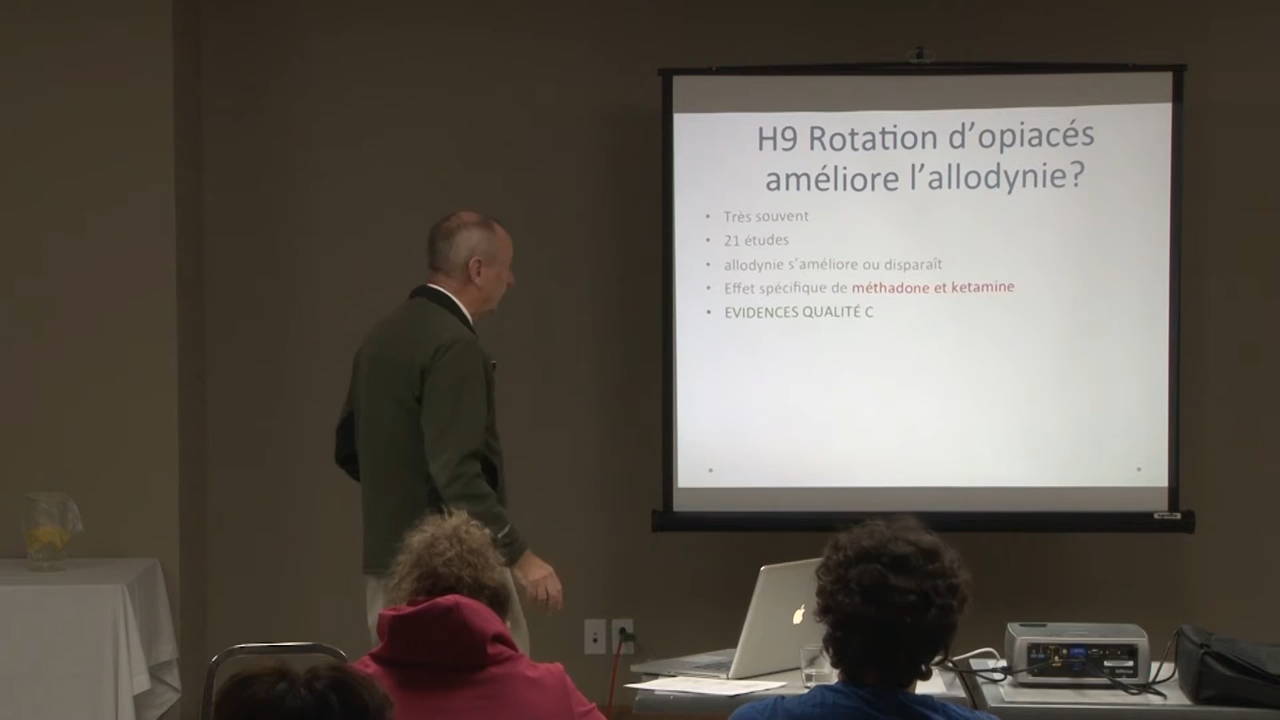 H9 Rotation d’opiacés
améliore l’allodynie?
• Très souvent
• 21 études
• allodynie s’améliore ou disparaît
• Effet spécifique de méthadone et ketamine
• EVIDENCES QUALITÉ C